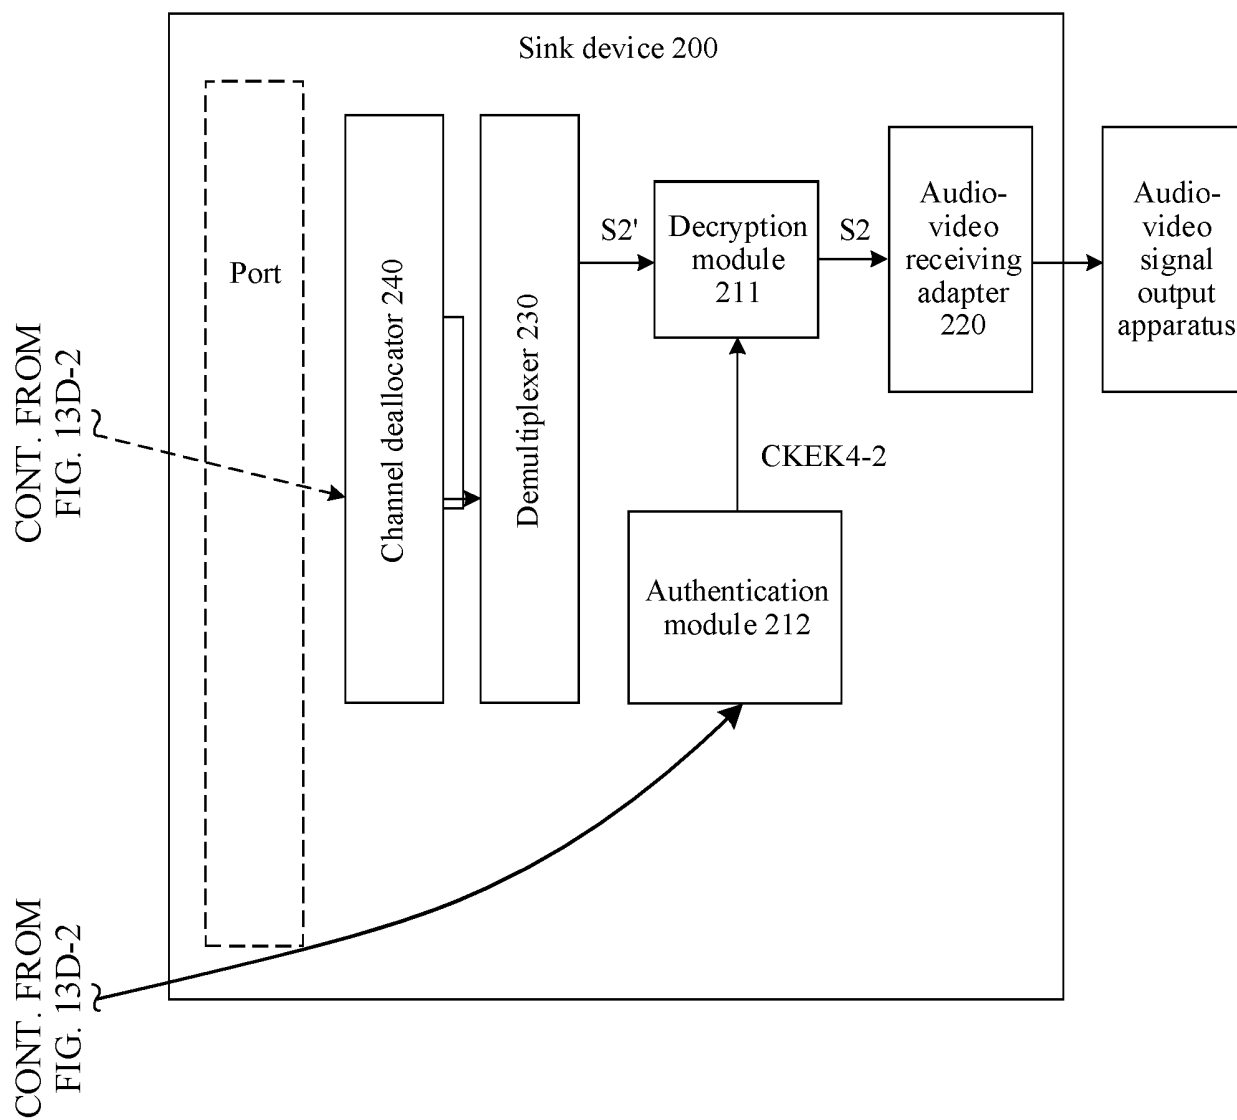 Sink device 200
Port
Channel deallocator 240
Demultiplexer 230
S2'
Decryption
module
211
S2
Audio-
video
receiving
adapter
220
Audio-
video
signal
output
apparatus
CKEK4-2
Authentication
module 212
CONT. FROM
FIG. 13D-2
CONT. FROM
FIG. 13D-2